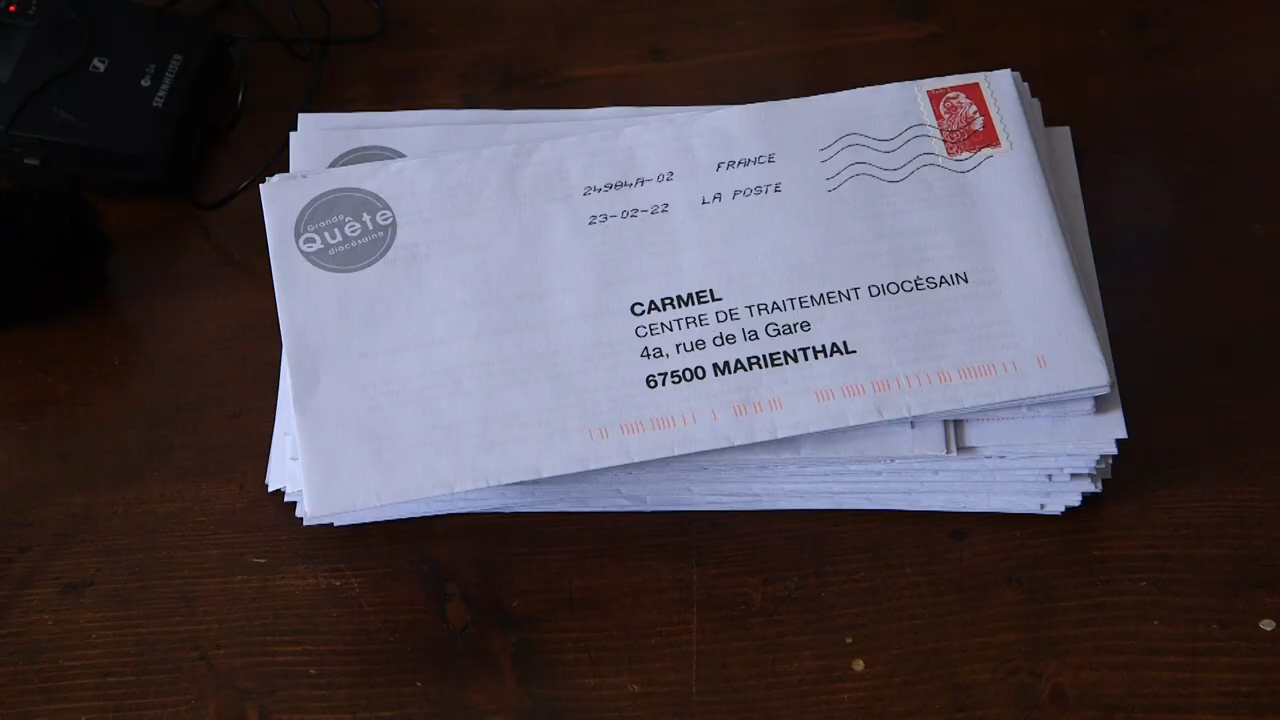 SENNHEISER
Grande
Quête
diocésaine
24984A-02 FRANCE
23-02-22 LA POSTE
CARMEL
CENTRE DE TRAITEMENT DIOCÉSAIN
4a, rue de la Gare
67500 MARIENTHAL